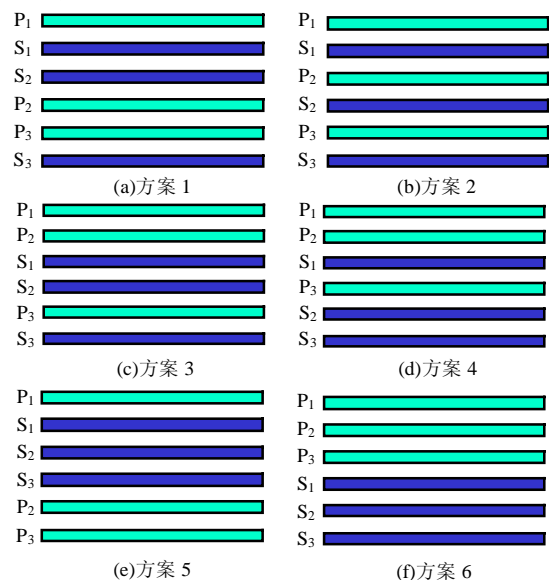 P₁
S₁
S₂
P₂
P₃
S₃
(a)方案 1
P₁
S₁
P₂
S₂
P₃
S₃
(b)方案 2
P₁
P₂
S₁
S₂
P₃
S₃
(c)方案 3
P₁
P₂
S₁
P₃
S₂
S₃
(d)方案 4
P₁
S₁
S₂
S₃
P₂
P₃
(e)方案 5
P₁
P₂
P₃
S₁
S₂
S₃
(f)方案 6